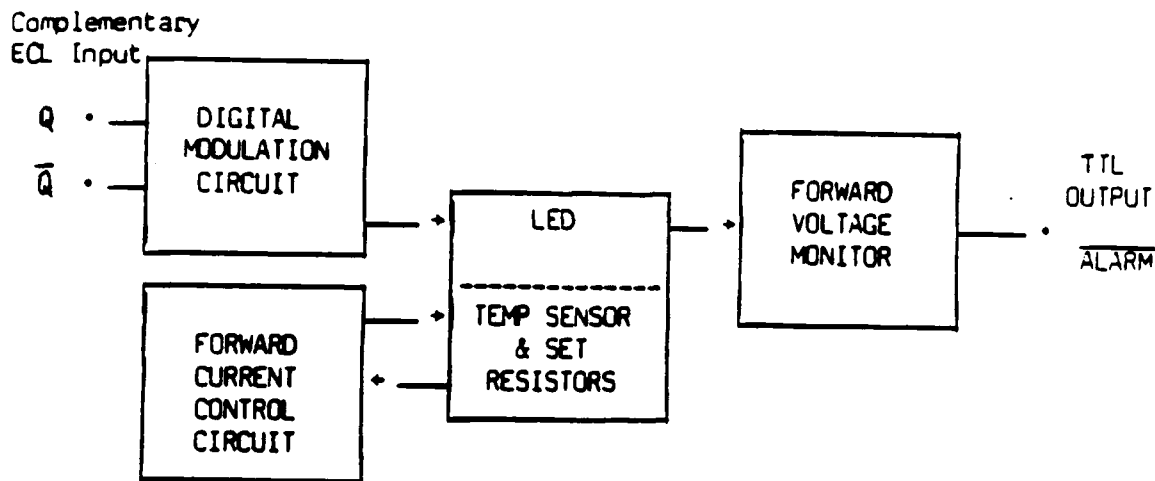 Complementary
ECL Input
Q
Q̅
DIGITAL
MODULATION
CIRCUIT
FORWARD
CURRENT
CONTROL
CIRCUIT
LED
TEMP SENSOR
& SET
RESISTORS
FORWARD
VOLTAGE
MONITOR
TTL
OUTPUT
A̅L̅A̅R̅M̅